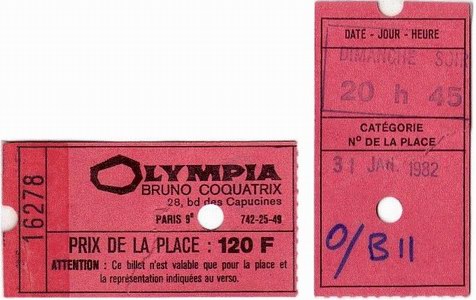 16278
OLYMPIA
BRUNO COQUATRIX
28, bd des Capucines
PARIS 9e 742-25-49
PRIX DE LA PLACE : 120 F
ATTENTION : Ce billet n'est valable que pour la place et
la représentation indiquées au verso.
DATE - JOUR - HEURE
DIMANCHE SOIR
20 h 45
CATÉGORIE
No DE LA PLACE
31 JAN. 1982
O/B 11